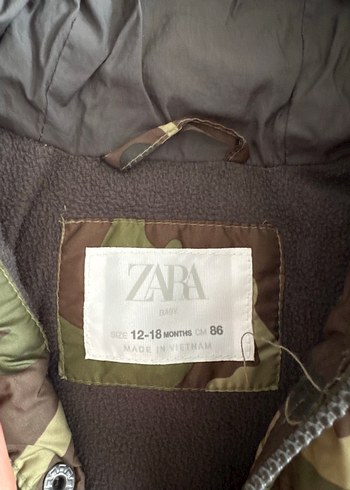 ZARA
BABY
SIZE 12-18 MONTHS CM 86
MADE IN VIETNAM